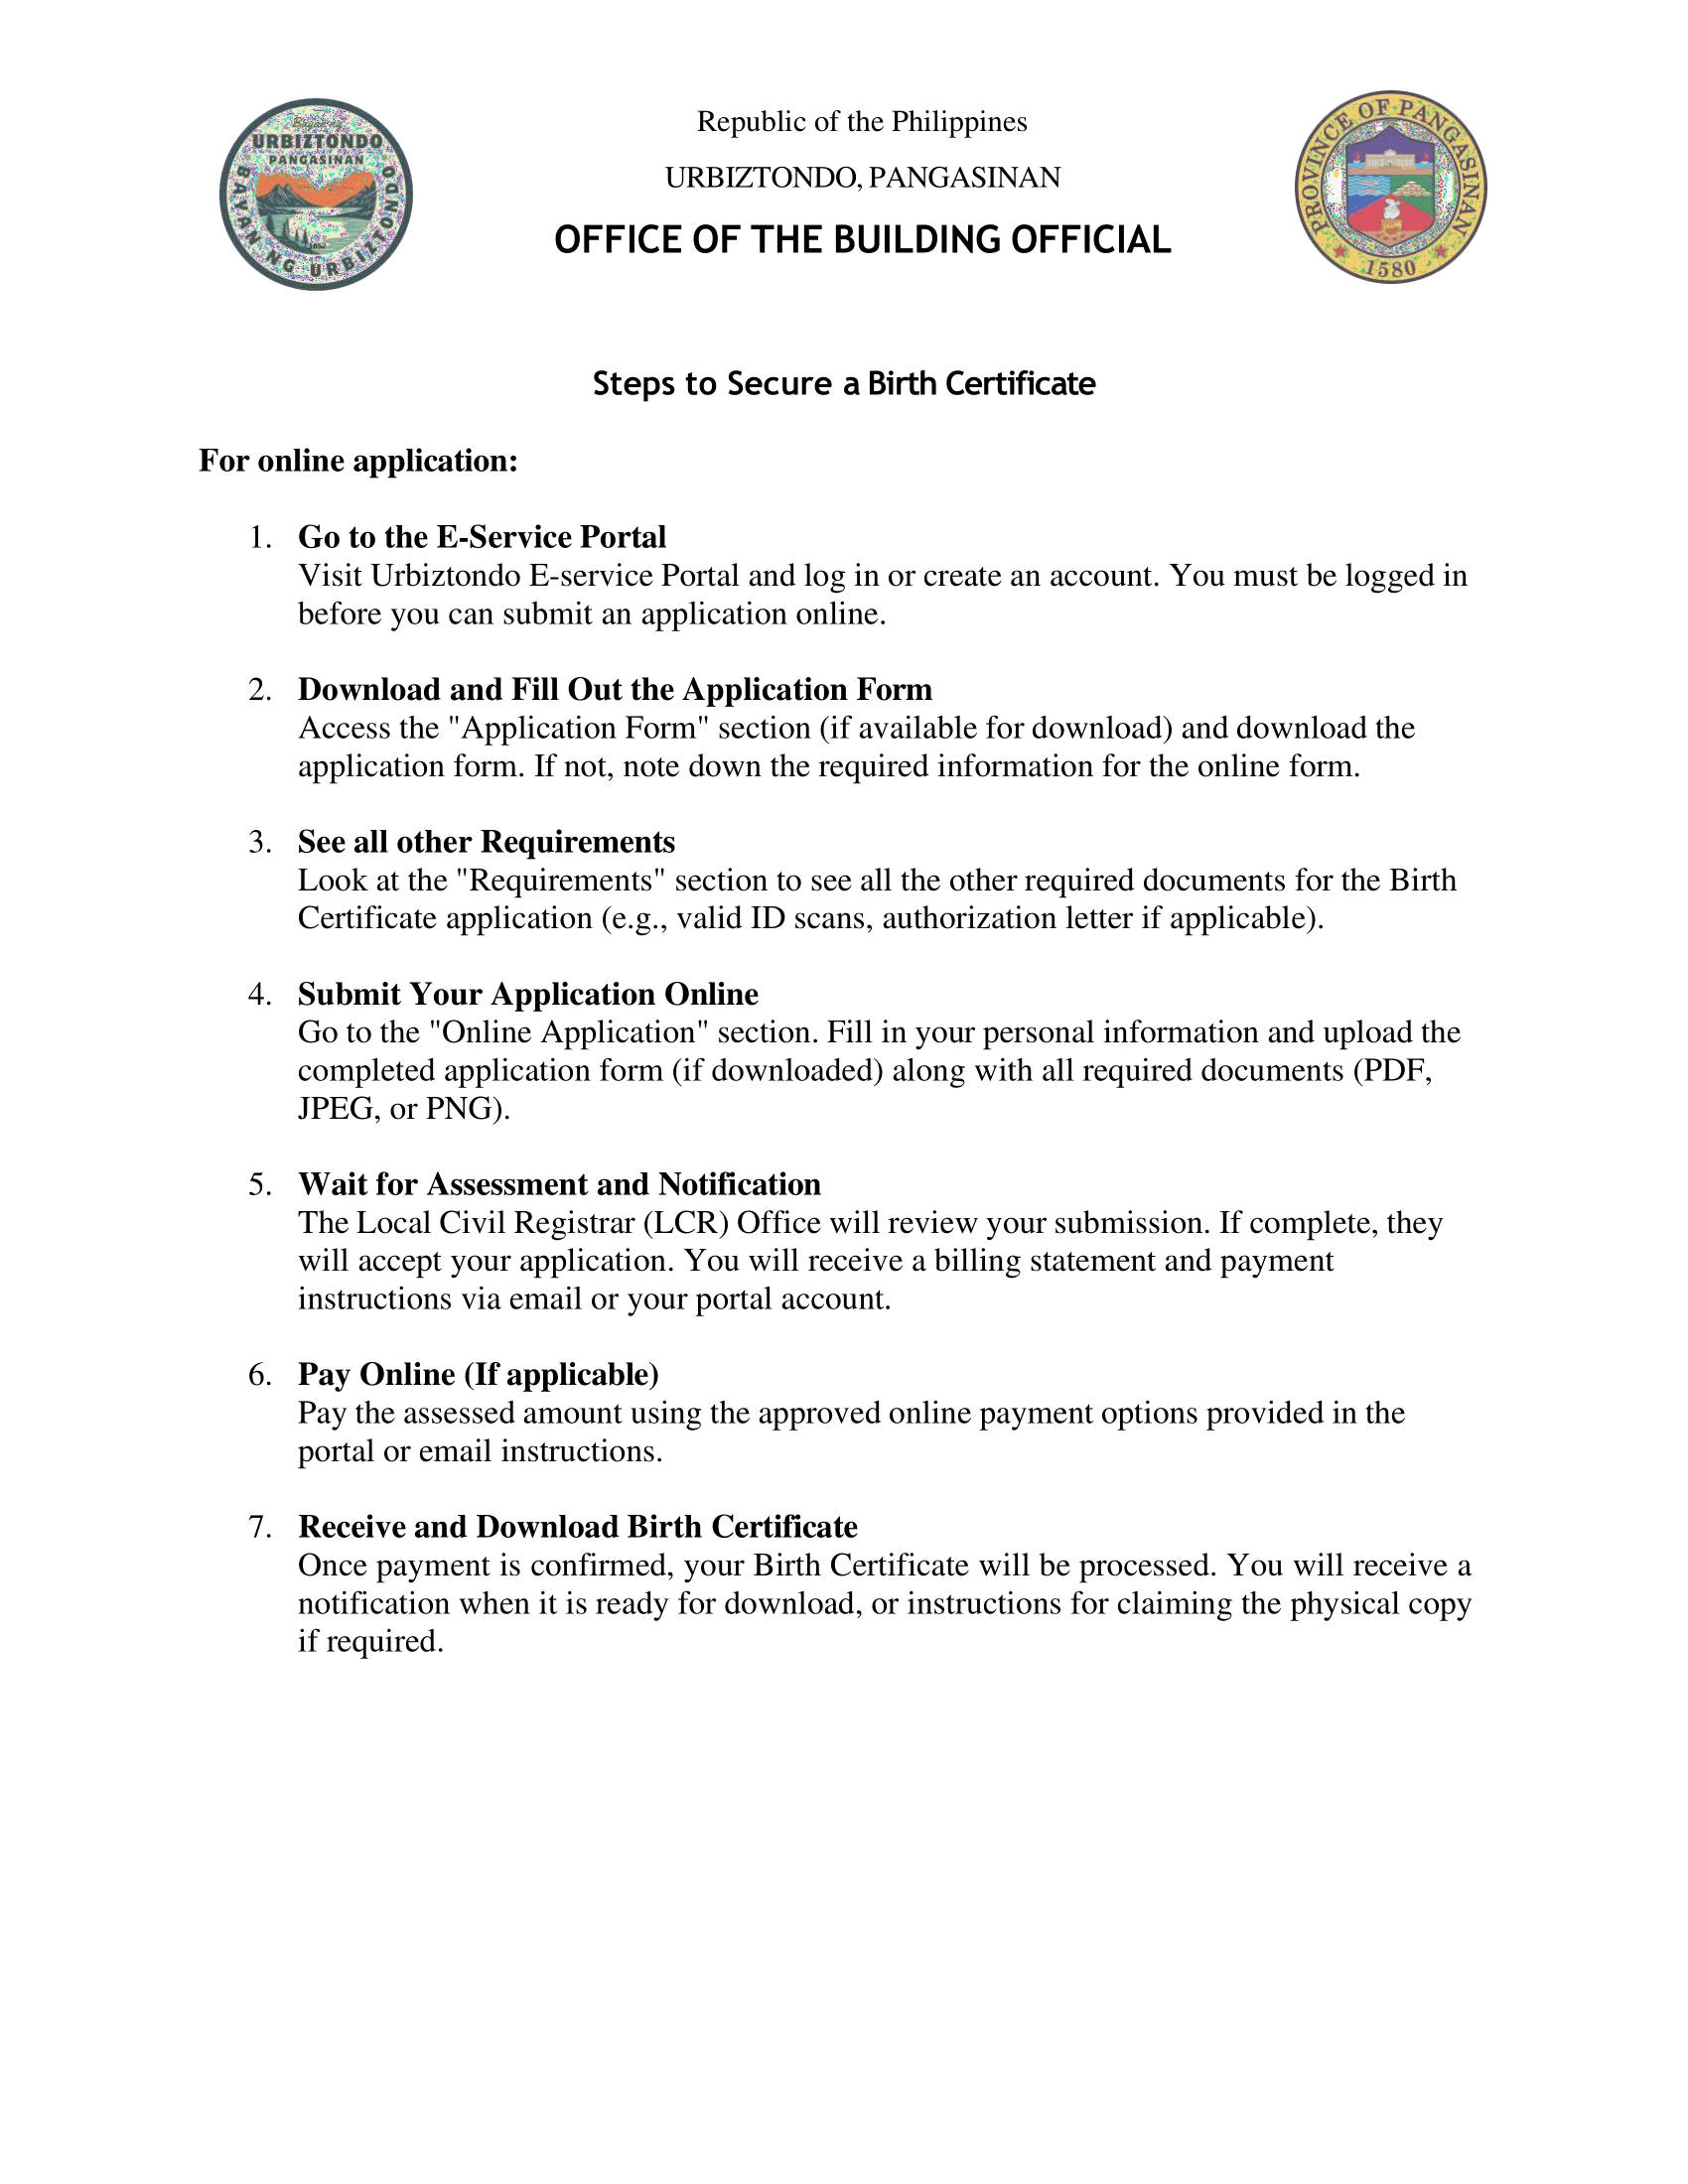 Republic of the Philippines
URBIZTONDO, PANGASINAN
OFFICE OF THE BUILDING OFFICIAL
Bayan ng
URBIZTONDO
PANGASINAN
BAYAN NG URBIZTONDO
PROVINCE OF PANGASINAN
1580
Steps to Secure a Birth Certificate
For online application:
1. Go to the E-Service Portal
Visit Urbiztondo E-service Portal and log in or create an account. You must be logged in
before you can submit an application online.
2. Download and Fill Out the Application Form
Access the "Application Form" section (if available for download) and download the
application form. If not, note down the required information for the online form.
3. See all other Requirements
Look at the "Requirements" section to see all the other required documents for the Birth
Certificate application (e.g., valid ID scans, authorization letter if applicable).
4. Submit Your Application Online
Go to the "Online Application" section. Fill in your personal information and upload the
completed application form (if downloaded) along with all required documents (PDF,
JPEG, or PNG).
5. Wait for Assessment and Notification
The Local Civil Registrar (LCR) Office will review your submission. If complete, they
will accept your application. You will receive a billing statement and payment
instructions via email or your portal account.
6. Pay Online (If applicable)
Pay the assessed amount using the approved online payment options provided in the
portal or email instructions.
7. Receive and Download Birth Certificate
Once payment is confirmed, your Birth Certificate will be processed. You will receive a
notification when it is ready for download, or instructions for claiming the physical copy
if required.